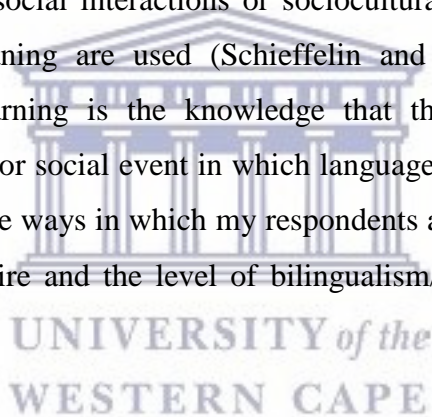 social interactions or sociocultura
ning are used (Schieffelin and
rning is the knowledge that th
or social event in which language
e ways in which my respondents a
ire and the level of bilingualism/
UNIVERSITY of the
WESTERN CAPE